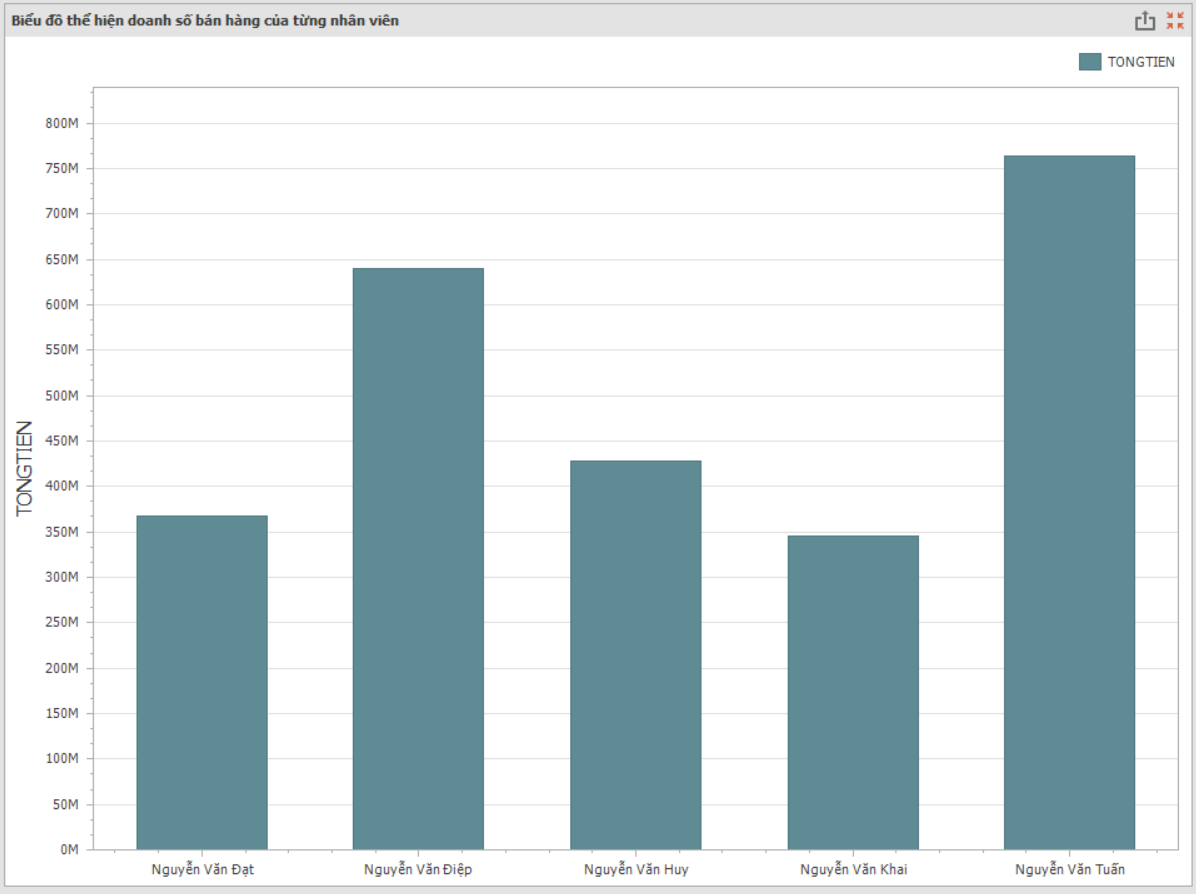 Biểu đồ thể hiện doanh số bán hàng của từng nhân viên
TONGTIEN
800M
750M
700M
650M
600M
550M
500M
450M
400M
350M
300M
250M
200M
150M
100M
50M
0M
TONGTIEN
Nguyễn Văn Đạt
Nguyễn Văn Điệp
Nguyễn Văn Huy
Nguyễn Văn Khai
Nguyễn Văn Tuấn